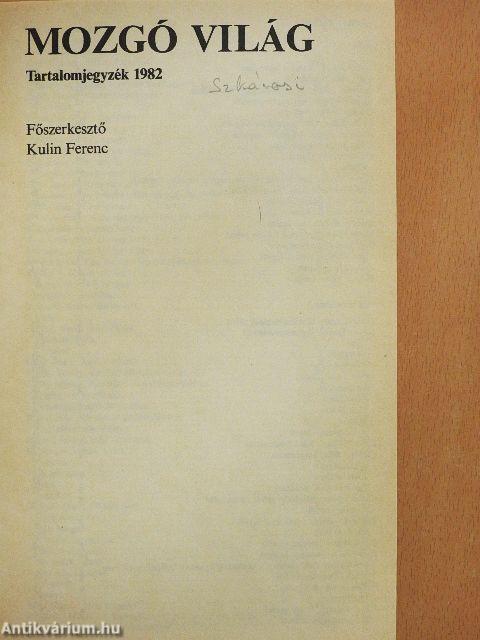 MOZGÓ VILÁG
Tartalomjegyzék 1982
Szkárosi
Főszerkesztő
Kulin Ferenc
Antikvárium.hu